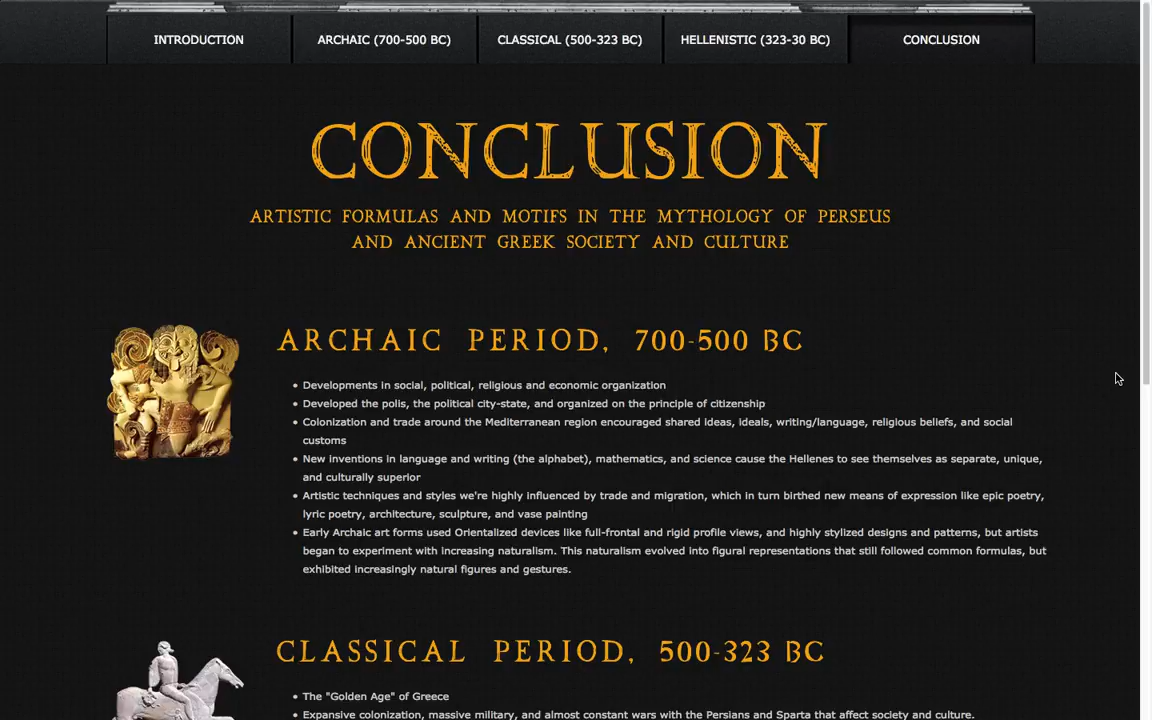 INTRODUCTION
ARCHAIC (700-500 BC)
CLASSICAL (500-323 BC)
HELLENISTIC (323-30 BC)
CONCLUSION
CONCLUSION
ARTISTIC FORMULAS AND MOTIFS IN THE MYTHOLOGY OF PERSEUS
AND ANCIENT GREEK SOCIETY AND CULTURE
ARCHAIC PERIOD, 700-500 BC
• Developments in social, political, religious and economic organization
• Developed the polis, the political city-state, and organized on the principle of citizenship
• Colonization and trade around the Mediterranean region encouraged shared ideas, ideals, writing/language, religious beliefs, and social
customs
• New inventions in language and writing (the alphabet), mathematics, and science cause the Hellenes to see themselves as separate, unique,
and culturally superior
• Artistic techniques and styles we're highly influenced by trade and migration, which in turn birthed new means of expression like epic poetry,
lyric poetry, architecture, sculpture, and vase painting
• Early Archaic art forms used Orientalized devices like full-frontal and rigid profile views, and highly stylized designs and patterns, but artists
began to experiment with increasing naturalism. This naturalism evolved into figural representations that still followed common formulas, but
exhibited increasingly natural figures and gestures.
CLASSICAL PERIOD, 500-323 BC
• The "Golden Age" of Greece
• Expansive colonization, massive military, and almost constant wars with the Persians and Sparta that affect society and culture.